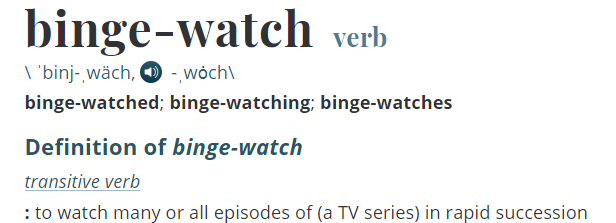 binge-watch verb
\ ˈbinj-ˌwäch, -ˌwȯch\
binge-watched; binge-watching; binge-watches
Definition of binge-watch
transitive verb
: to watch many or all episodes of (a TV series) in rapid succession